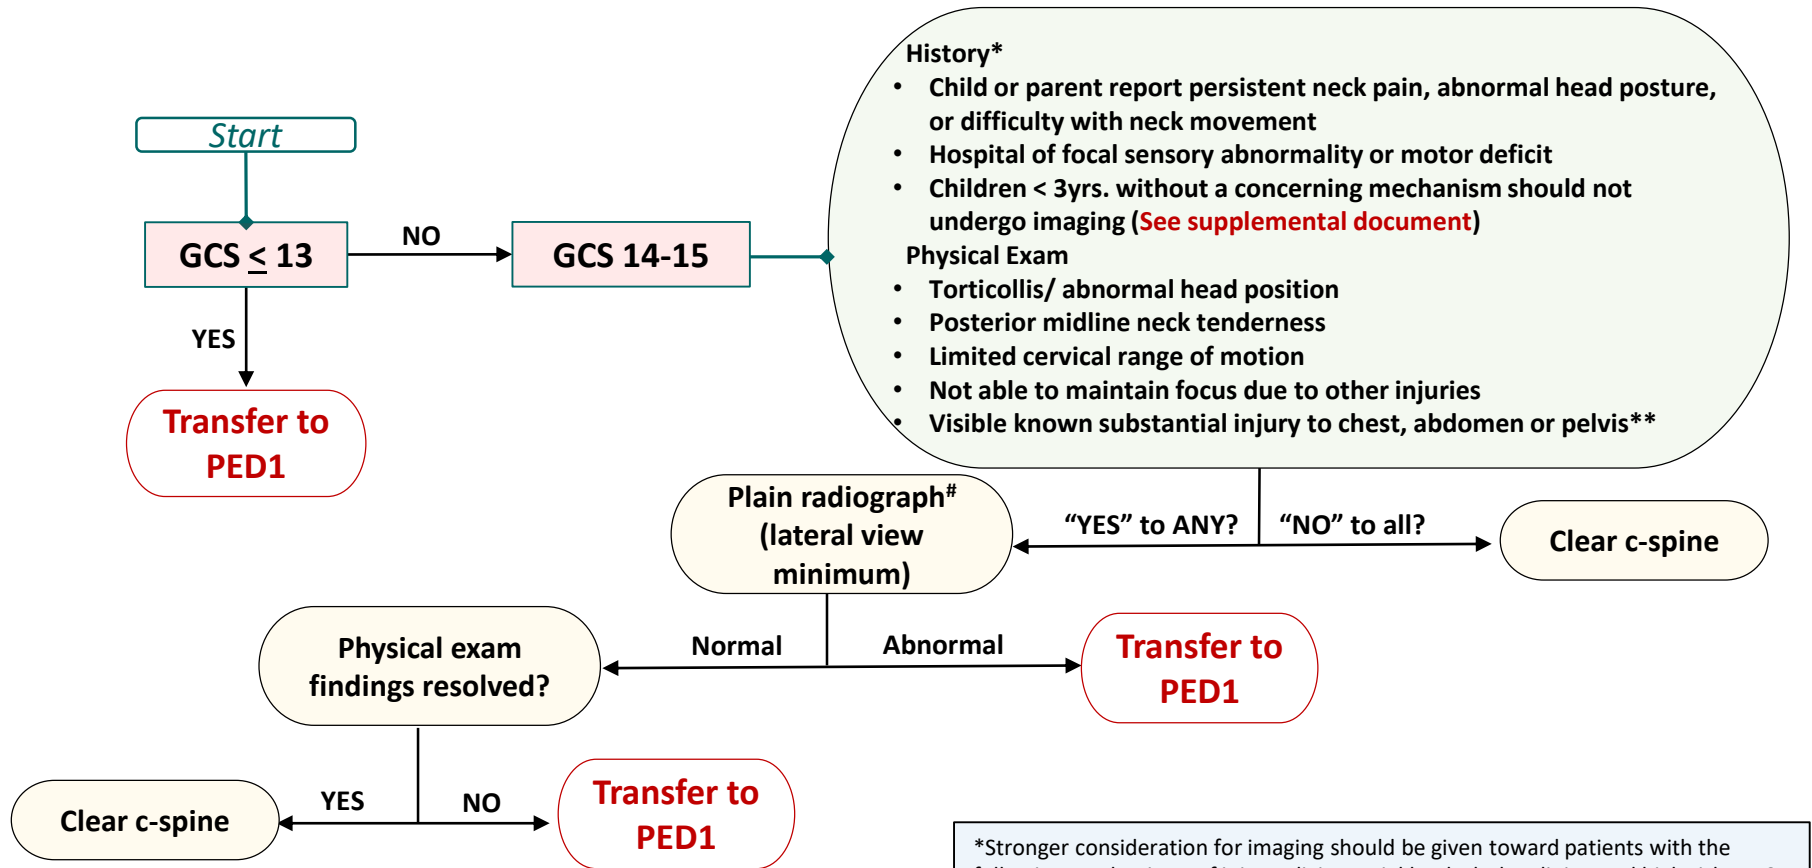 History*
• Child or parent report persistent neck pain, abnormal head posture,
or difficulty with neck movement
• Hospital of focal sensory abnormality or motor deficit
• Children < 3yrs. without a concerning mechanism should not
undergo imaging (See supplemental document)
Physical Exam
• Torticollis/ abnormal head position
• Posterior midline neck tenderness
• Limited cervical range of motion
• Not able to maintain focus due to other injuries
• Visible known substantial injury to chest, abdomen or pelvis**
Start
GCS ≤ 13
NO
GCS 14-15
YES
Transfer to
PED1
Plain radiograph#
(lateral view
minimum)
“YES” to ANY?
“NO” to all?
Clear c-spine
Physical exam
findings resolved?
Normal
Abnormal
Transfer to
PED1
Clear c-spine
YES
NO
Transfer to
PED1
*Stronger consideration for imaging should be given toward patients with the